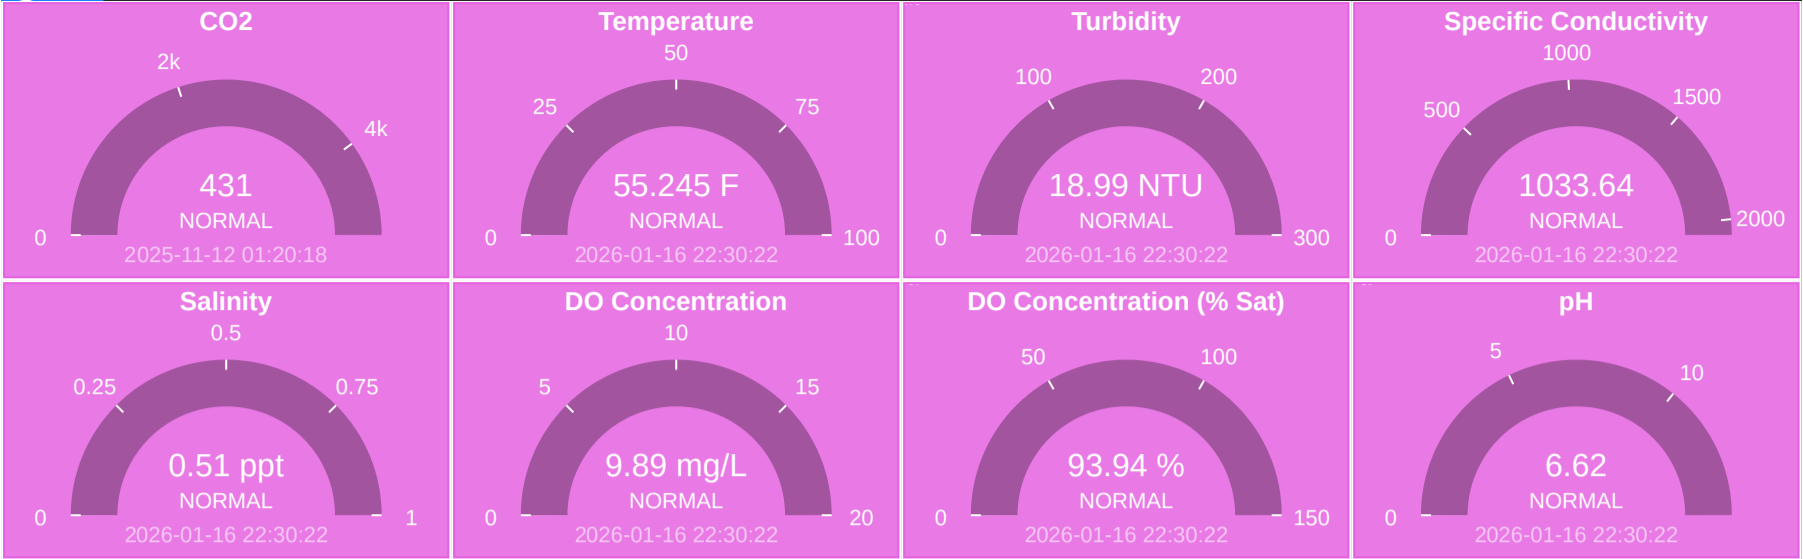 CO2
2k
4k
431
NORMAL
0
2025-11-12 01:20:18
Temperature
50
25
75
55.245 F
NORMAL
0
100
2026-01-16 22:30:22
Turbidity
100
200
18.99 NTU
NORMAL
0
300
2026-01-16 22:30:22
Specific Conductivity
1000
500
1500
1033.64
NORMAL
0
2000
2026-01-16 22:30:22
Salinity
0.5
0.25
0.75
0.51 ppt
NORMAL
0
1
2026-01-16 22:30:22
DO Concentration
10
5
15
9.89 mg/L
NORMAL
0
20
2026-01-16 22:30:22
DO Concentration (% Sat)
50
100
93.94 %
NORMAL
0
150
2026-01-16 22:30:22
pH
5
10
6.62
NORMAL
0
2026-01-16 22:30:22